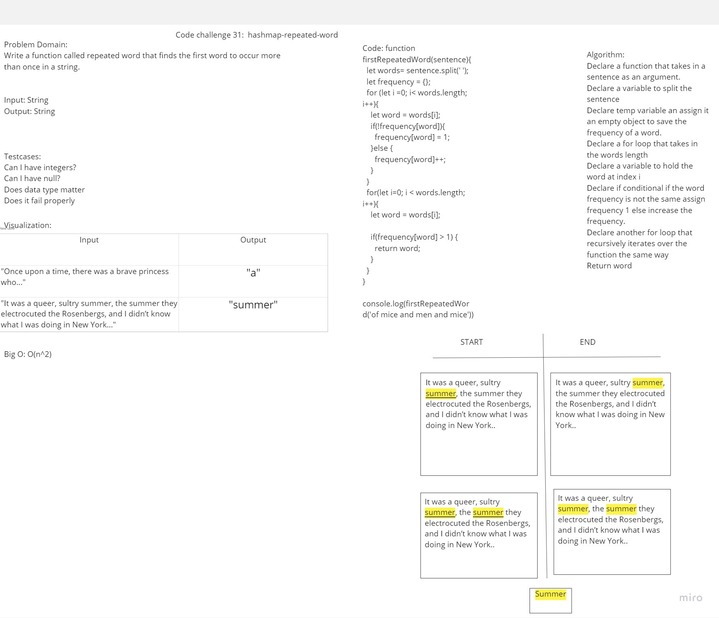 Code challenge 31: hashmap-repeated-word
Problem Domain:
Write a function called repeated word that finds the first word to occur more
than once in a string.
Input: String
Output: String
Testcases:
Can I have integers?
Can I have null?
Does data type matter
Does it fail properly
Visualization:
Input
Output
"Once upon a time, there was a brave princess
who..."
"a"
"It was a queer, sultry summer, the summer they
electrocuted the Rosenbergs, and I didn't know
what I was doing in New York..."
"summer"
Big O: O(n^2)
Code: function
firstRepeatedWord(sentence){
let words= sentence.split(' ');
let frequency = {};
for (let i =0; i< words.length;
i++){
let word = words[i];
if(!frequency[word]){
frequency[word] = 1;
}else {
frequency[word]++;
}
}
for(let i=0; i < words.length;
i++){
let word = words[i];
if(frequency[word] > 1) {
return word;
}
}
}
console.log(firstRepeatedWor
d('of mice and men and mice'))
Algorithm:
Declare a function that takes in a
sentence as an argument.
Declare a variable to split the
sentence
Declare temp variable an assign it
an empty object to save the
frequency of a word.
Declare a for loop that takes in
the words length
Declare a variable to hold the
word at index i
Declare if conditional if the word
frequency is not the same assign
frequency 1 else increase the
frequency.
Declare another for loop that
recursively iterates over the
function the same way
Return word
START
END
It was a queer, sultry
summer, the summer they
electrocuted the Rosenbergs,
and I didn't know what I was
doing in New York..
It was a queer, sultry summer,
the summer they electrocuted
the Rosenbergs, and I didn't
know what I was doing in New
York..
It was a queer, sultry
summer, the summer they
electrocuted the Rosenbergs,
and I didn't know what I was
doing in New York..
It was a queer, sultry
summer, the summer they
electrocuted the Rosenbergs,
and I didn't know what I was
doing in New York..
Summer
miro